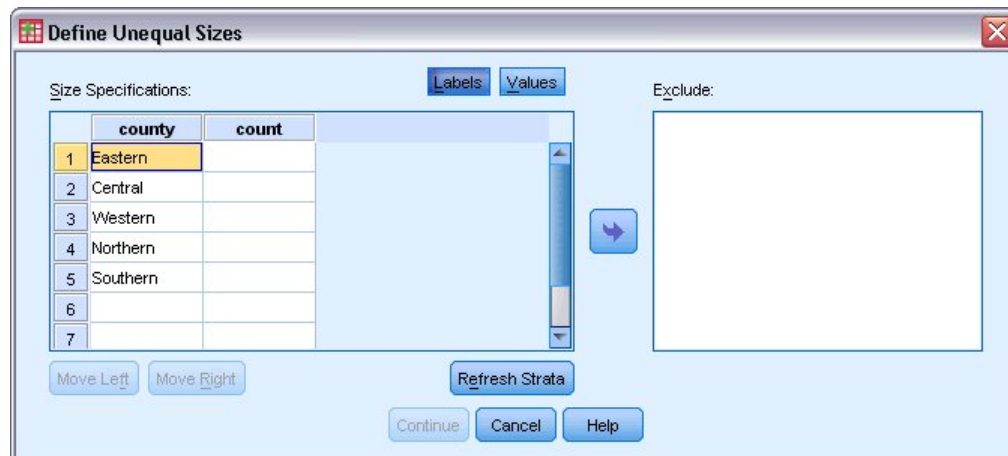 Define Unequal Sizes
Size Specifications:
Labels Values
Exclude:
county count
1 Eastern
2 Central
3 Western
4 Northern
5 Southern
6
7
Move Left Move Right Refresh Strata
Continue Cancel Help